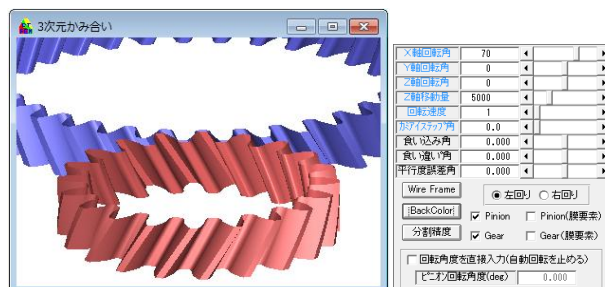 3次元かみ合い
X軸回転角 70
Y軸回転角 0
Z軸回転角 0
Z軸移動量 5000
回転速度 1
カミアイステップ角 0.0
食い込み角 0.000
食い違い角 0.000
平行度誤差角 0.000
Wire Frame
左回り 右回り
BackColor
Pinion Pinion(膜要素)
分割精度
Gear Gear(膜要素)
回転角度を直接入力(自動回転を止める)
ピニオン回転角度(deg) 0.000